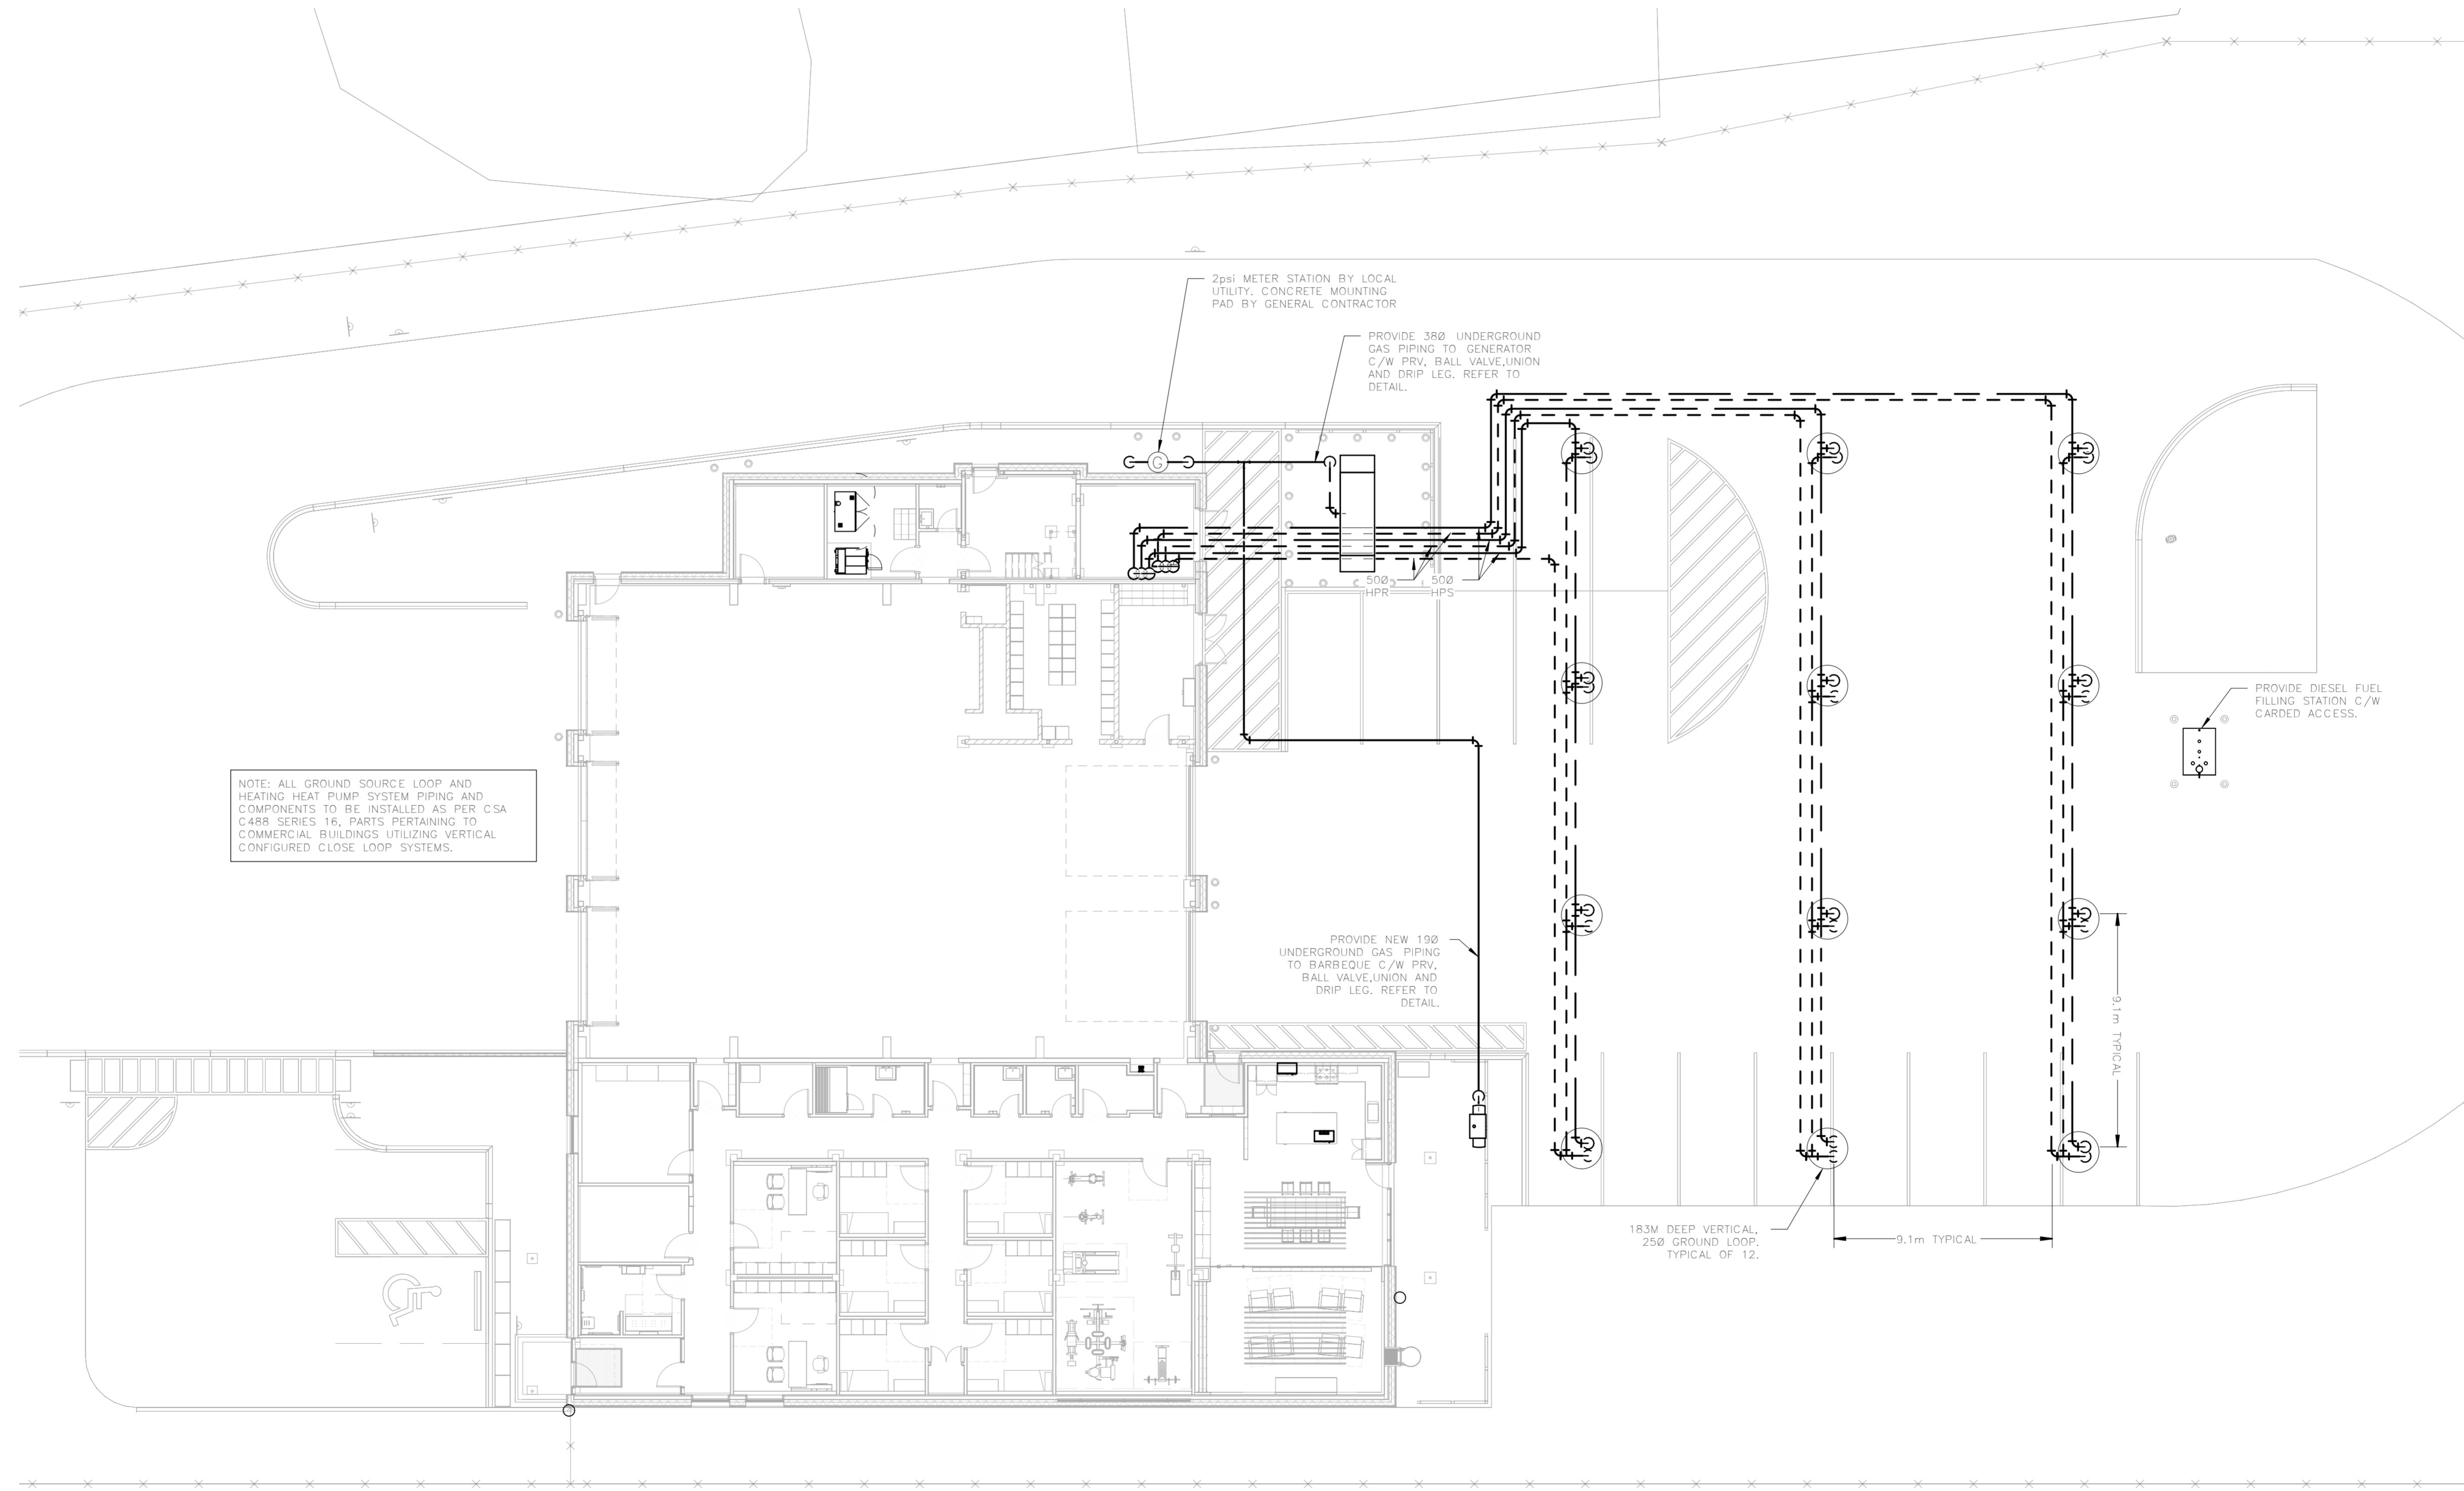 2psi METER STATION BY LOCAL
UTILITY. CONCRETE MOUNTING
PAD BY GENERAL CONTRACTOR
PROVIDE 38Ø UNDERGROUND
GAS PIPING TO GENERATOR
C/W PRV, BALL VALVE,UNION
AND DRIP LEG. REFER TO
DETAIL.
G
50Ø
HPR
50Ø
HPS
PROVIDE DIESEL FUEL
FILLING STATION C/W
CARDED ACCESS.
NOTE: ALL GROUND SOURCE LOOP AND
HEATING HEAT PUMP SYSTEM PIPING AND
COMPONENTS TO BE INSTALLED AS PER CSA
C488 SERIES 16, PARTS PERTAINING TO
COMMERCIAL BUILDINGS UTILIZING VERTICAL
CONFIGURED CLOSE LOOP SYSTEMS.
PROVIDE NEW 19Ø
UNDERGROUND GAS PIPING
TO BARBEQUE C/W PRV,
BALL VALVE,UNION AND
DRIP LEG. REFER TO
DETAIL.
9.1m TYPICAL
183M DEEP VERTICAL,
25Ø GROUND LOOP.
TYPICAL OF 12.
9.1m TYPICAL